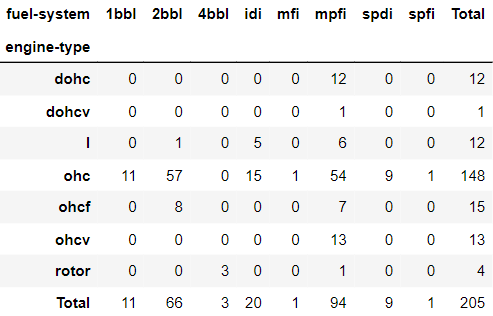 fuel-system 1bbl 2bbl 4bbl idi mfi mpfi spdi spfi Total
engine-type
dohc 0 0 0 0 0 12 0 0 12
dohcv 0 0 0 0 0 1 0 0 1
l 0 1 0 5 0 6 0 0 12
ohc 11 57 0 15 1 54 9 1 148
ohcf 0 8 0 0 0 7 0 0 15
ohcv 0 0 0 0 0 13 0 0 13
rotor 0 0 3 0 0 1 0 0 4
Total 11 66 3 20 1 94 9 1 205